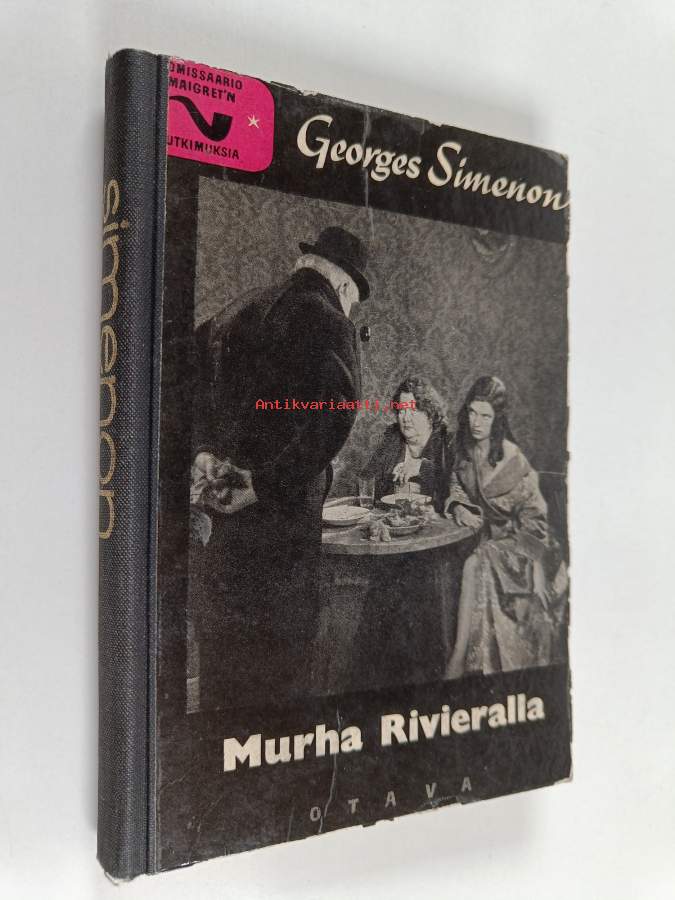 OMISSAARIO
MAIGRET'N
UTKIMUKSIA
Georges Simenon
simenon
Antikvariaatti.net
Murha Rivieralla
OTAVA